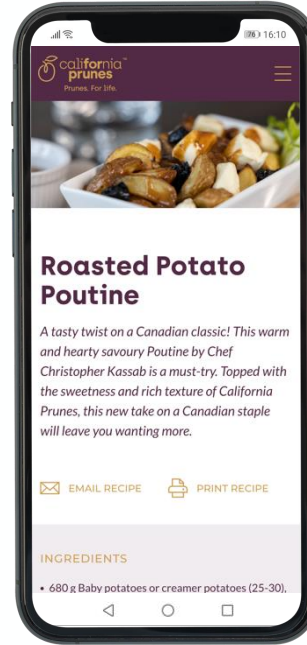 76 16:10
california™
prunes
Prunes. For life.
Roasted Potato
Poutine
A tasty twist on a Canadian classic! This warm
and hearty savoury Poutine by Chef
Christopher Kassab is a must-try. Topped with
the sweetness and rich texture of California
Prunes, this new take on a Canadian staple
will leave you wanting more.
EMAIL RECIPE PRINT RECIPE
INGREDIENTS
• 680 g Baby potatoes or creamer potatoes (25-30),